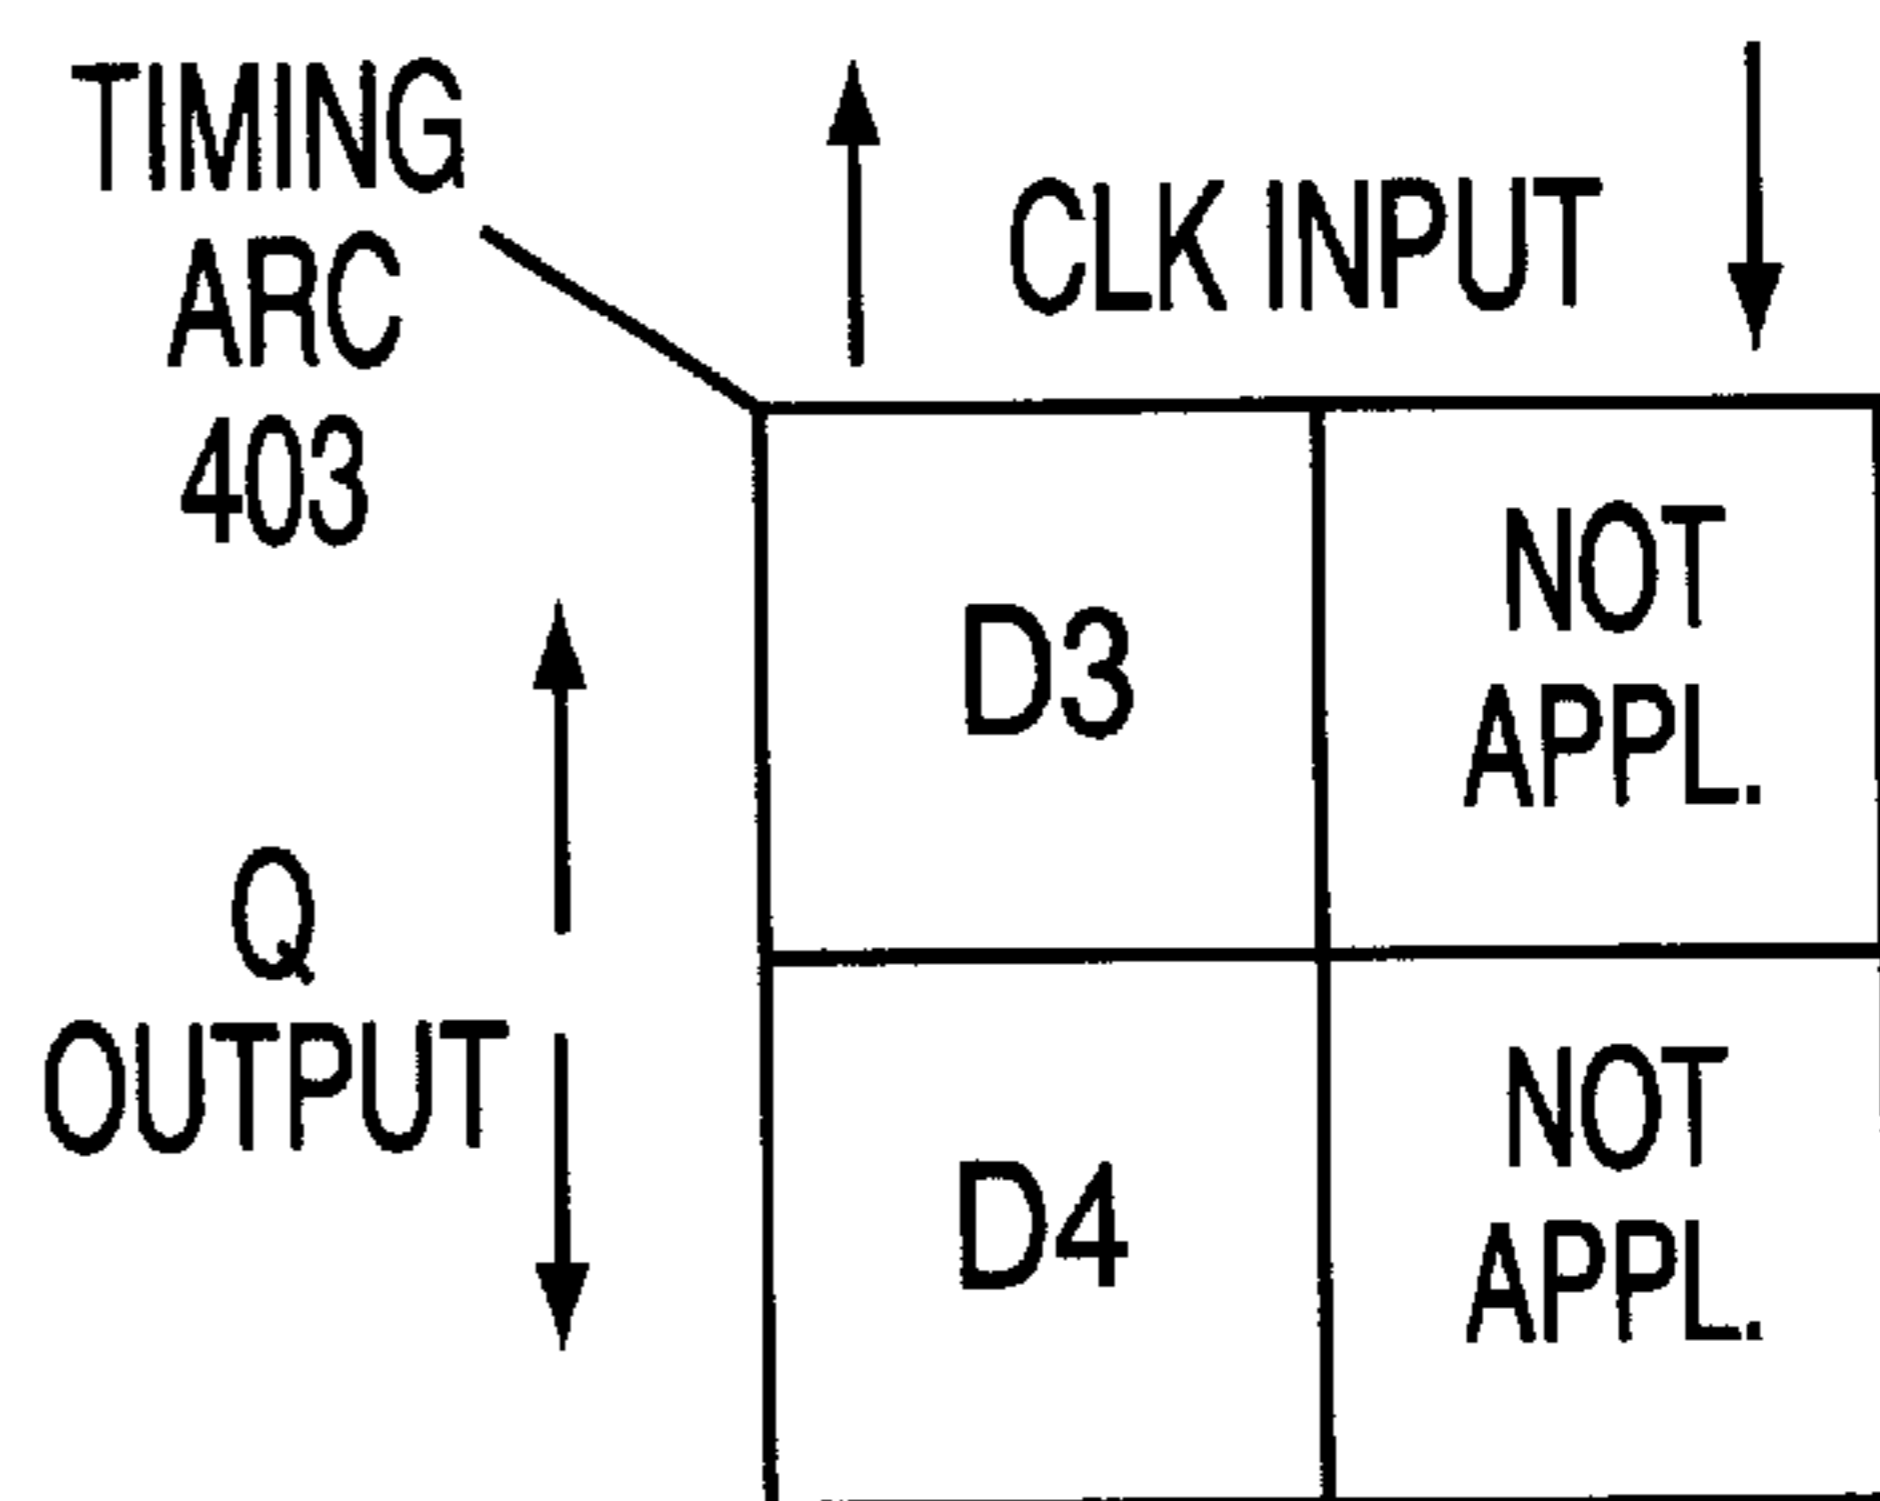 TIMING
ARC
403
CLK INPUT
D3
NOT
APPL.
Q
OUTPUT
D4
NOT
APPL.